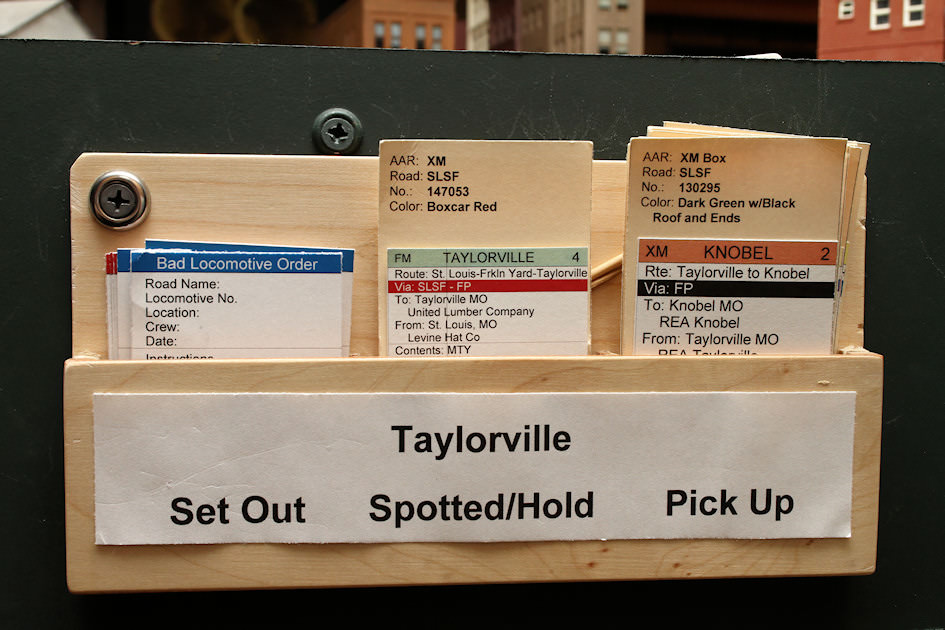 Bad Locomotive Order
Road Name:
Locomotive No.
Location:
Crew:
Date:
Instructions
AAR: XM
Road: SLSF
No.: 147053
Color: Boxcar Red
FM TAYLORVILLE 4
Route: St. Louis-Frkln Yard-Taylorville
Via: SLSF - FP
To: Taylorville MO
United Lumber Company
From: St. Louis, MO
Levine Hat Co
Contents: MTY
AAR: XM Box
Road: SLSF
No.: 130295
Color: Dark Green w/Black
Roof and Ends
XM KNOBEL 2
Rte: Taylorville to Knobel
Via: FP
To: Knobel MO
REA Knobel
From: Taylorville MO
REA Taylorville
Taylorville
Set Out Spotted/Hold Pick Up